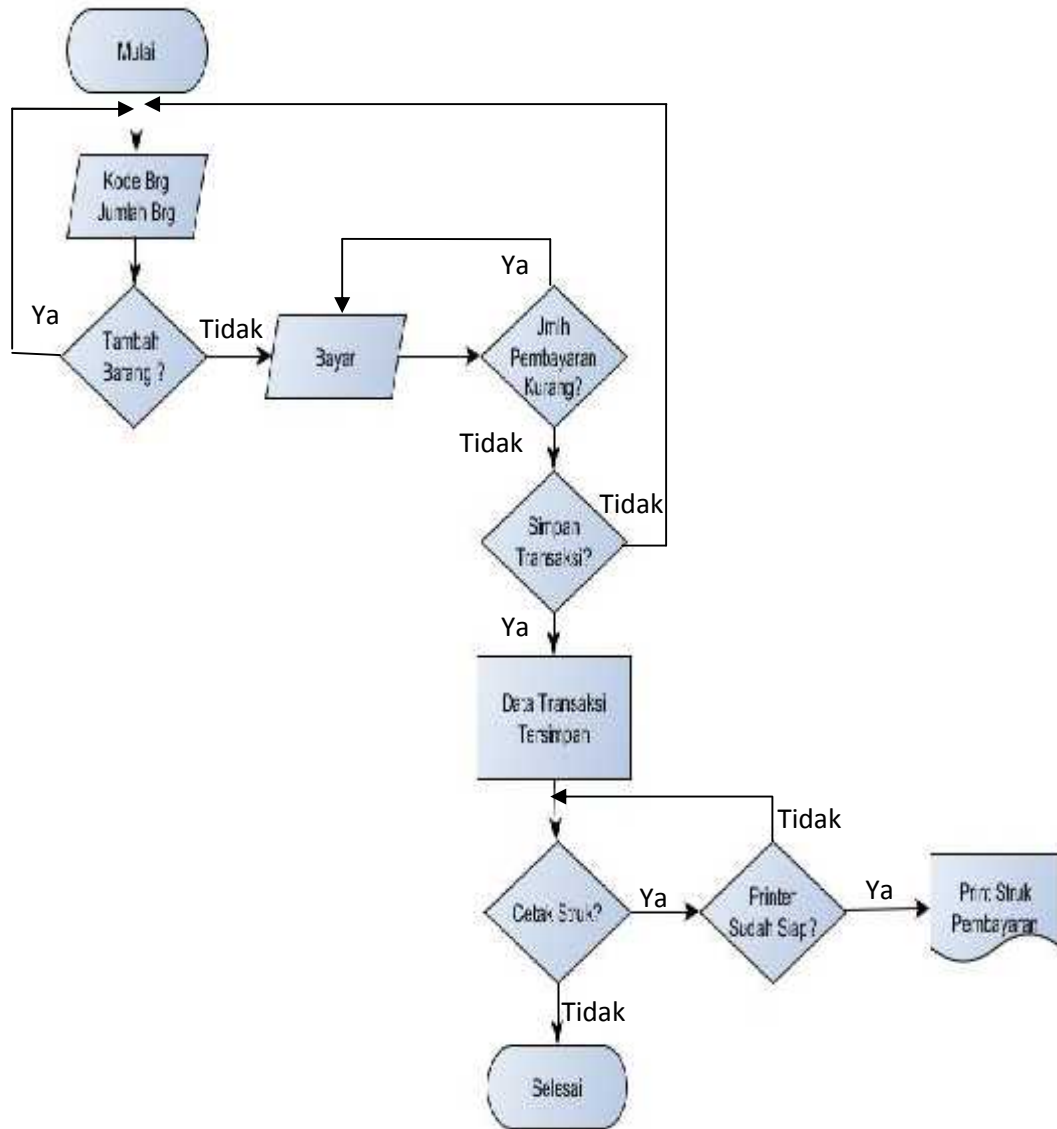 Mulai
Kode Brg
Jumlah Brg
Ya
Tambah
Barang ?
Tidak
Bayar
Ya
Jmlh
Pembayaran
Kurang?
Tidak
Simpan
Transaksi?
Tidak
Ya
Data Transaksi
Tersimpan
Cetak Struk?
Ya
Printer
Sudah Siap?
Tidak
Ya
Print Struk
Pembayaran
Tidak
Selesai